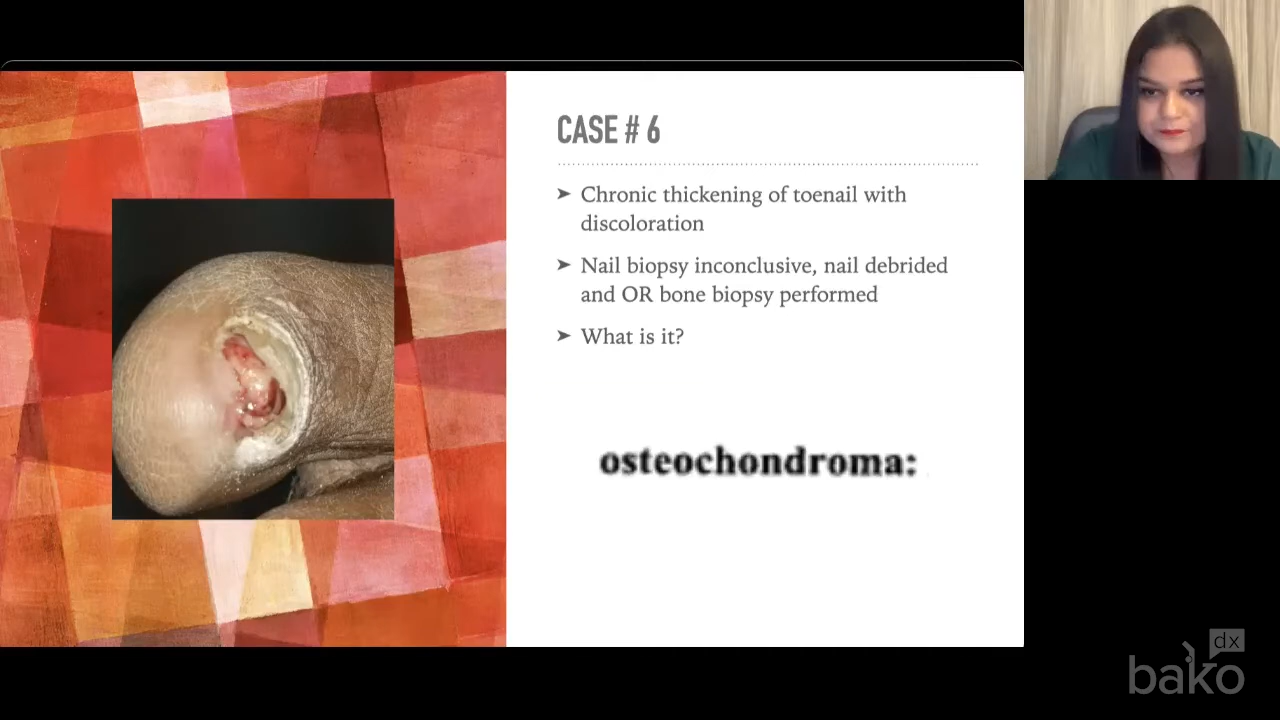 CASE # 6
➤ Chronic thickening of toenail with
discoloration
➤ Nail biopsy inconclusive, nail debrided
and OR bone biopsy performed
➤ What is it?
osteochondroma:
dx
bako